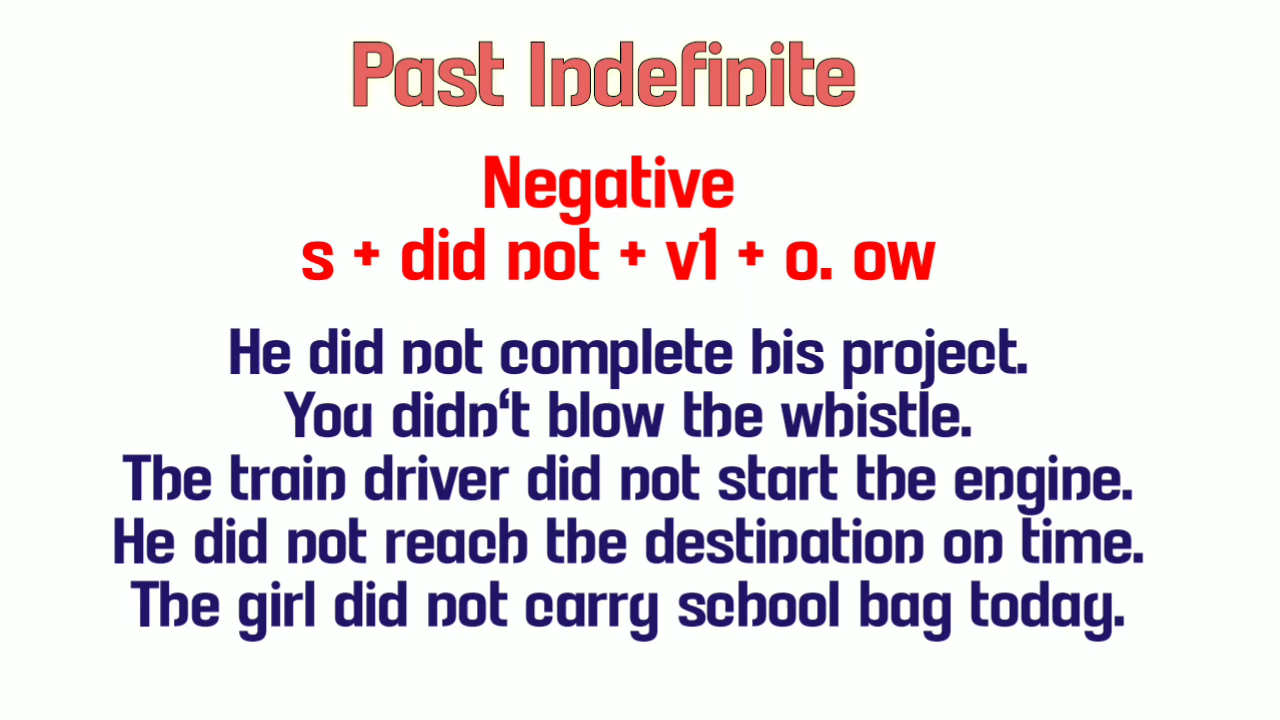 Past Indefinite
Negative
s + did not + v1 + o. ow
He did not complete his project.
You didn‘t blow the whistle.
The train driver did not start the engine.
He did not reach the destination on time.
The girl did not carry school bag today.